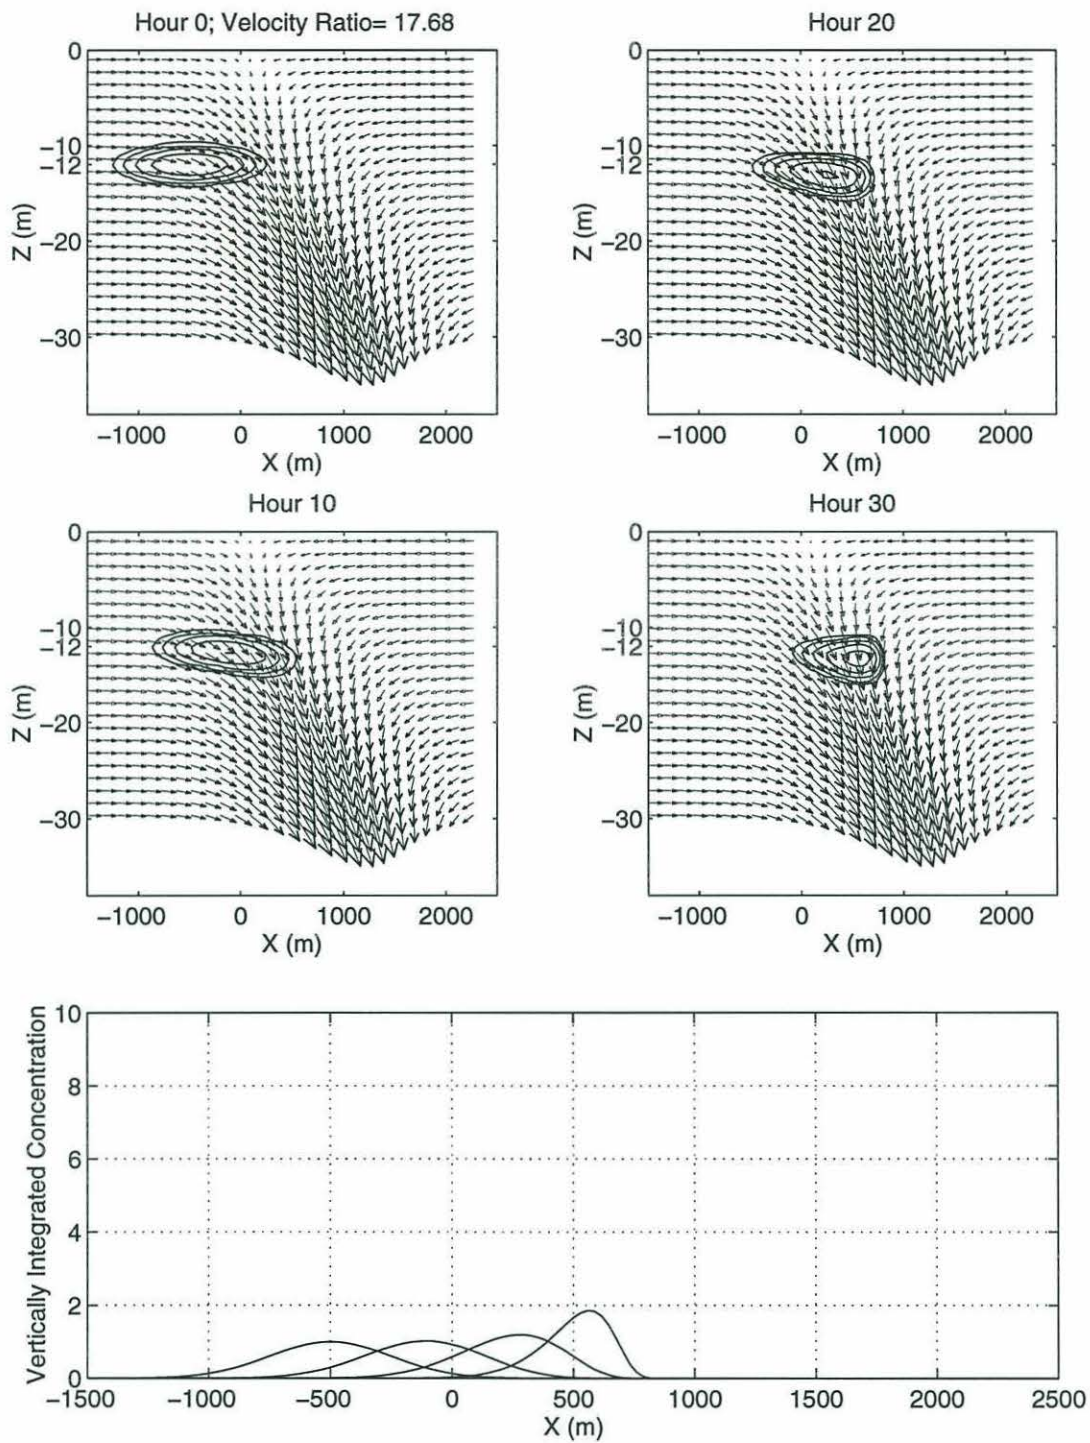 Hour 0; Velocity Ratio= 17.68
0
−10
−12
−20
−30
Z (m)
−1000 0 1000 2000
X (m)
Hour 20
0
−10
−12
−20
−30
Z (m)
−1000 0 1000 2000
X (m)
Hour 10
0
−10
−12
−20
−30
Z (m)
−1000 0 1000 2000
X (m)
Hour 30
0
−10
−12
−20
−30
Z (m)
−1000 0 1000 2000
X (m)
Vertically Integrated Concentration
10
8
6
4
2
0
−1500 −1000 −500 0 500 1000 1500 2000 2500
X (m)